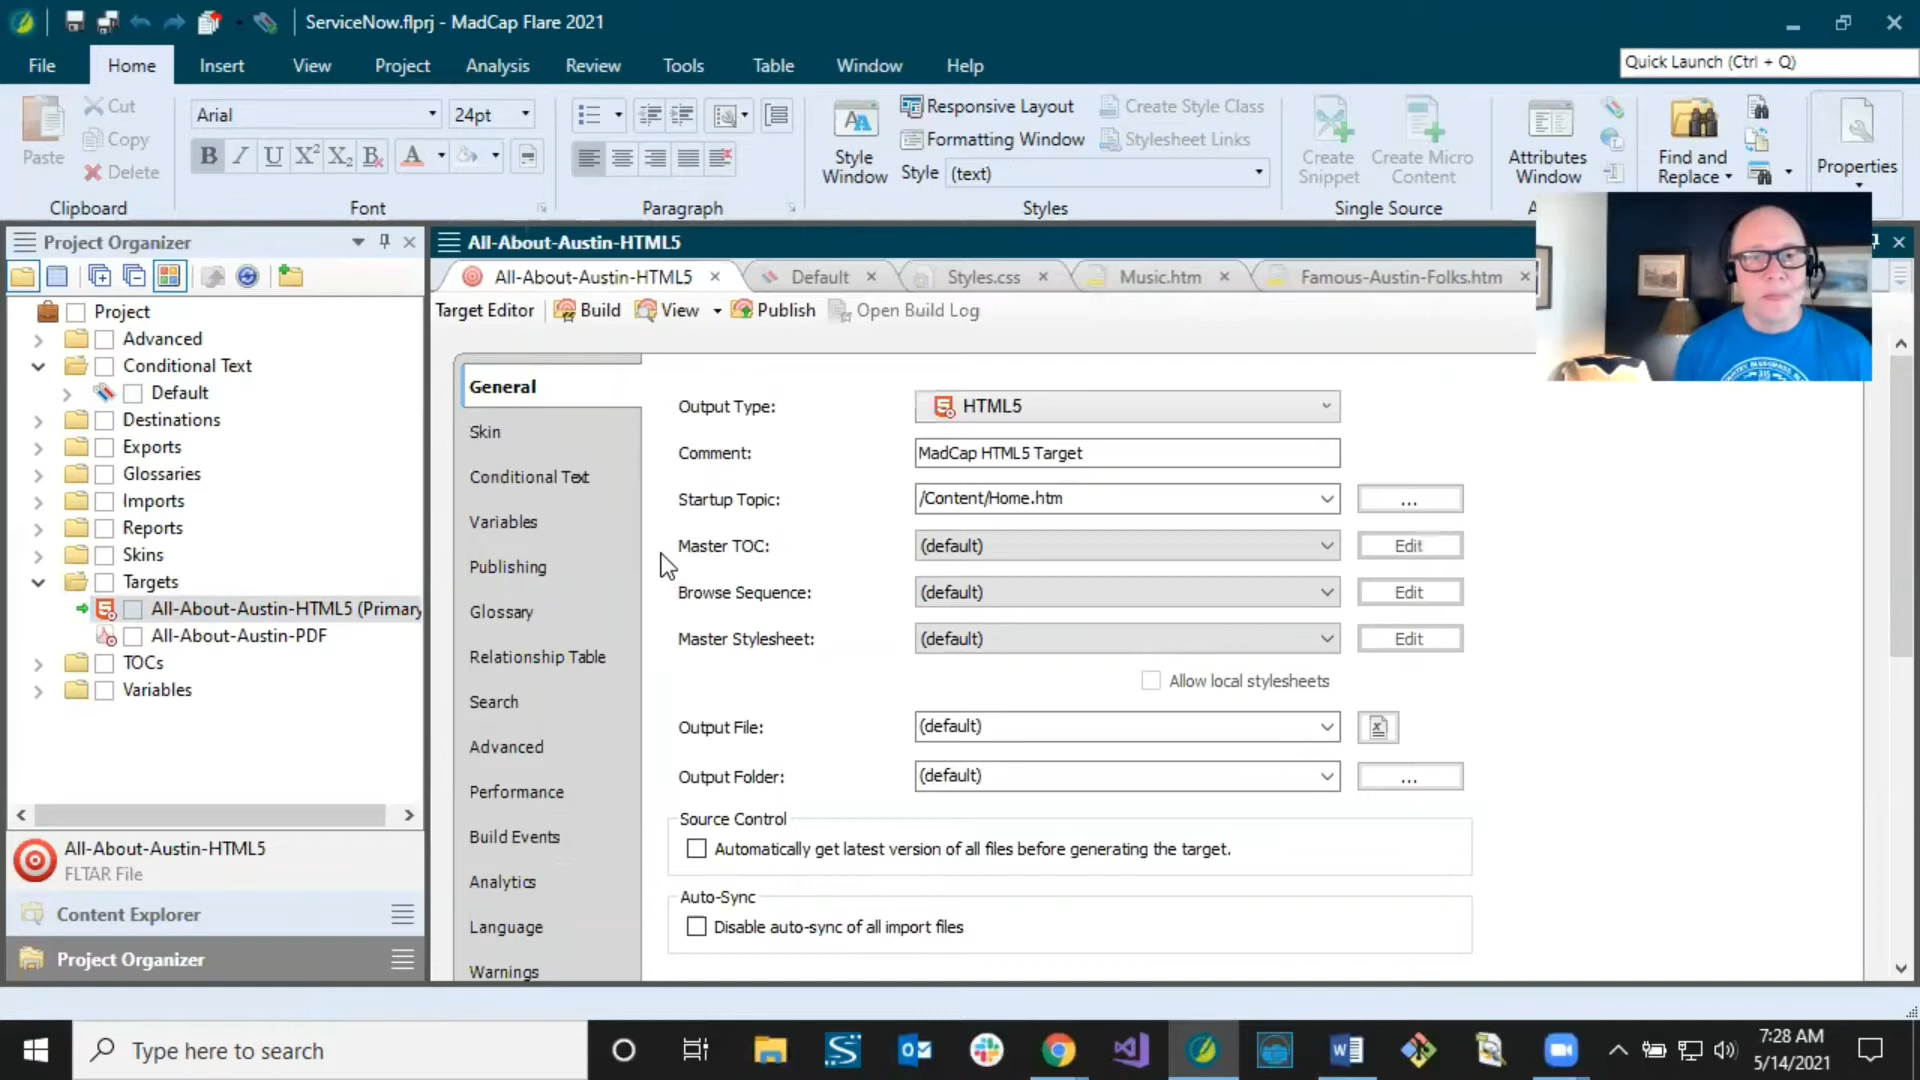 ServiceNow.flprj - MadCap Flare 2021
File Home Insert View Project Analysis Review Tools Table Window Help
Quick Launch (Ctrl + Q)
Paste
Cut
Copy
Delete
Clipboard
Arial 24pt
B I U X² X₂ B
Font
Paragraph
Style Window
Responsive Layout
Formatting Window
Style (text)
Create Style Class
Stylesheet Links
Styles
Create Snippet
Create Micro Content
Single Source
Attributes Window
Find and Replace
Properties
Project Organizer
All-About-Austin-HTML5
All-About-Austin-HTML5 Default Styles.css Music.htm Famous-Austin-Folks.htm
Target Editor Build View Publish Open Build Log
Project
Advanced
Conditional Text
Default
Destinations
Exports
Glossaries
Imports
Reports
Skins
Targets
All-About-Austin-HTML5 (Primary
All-About-Austin-PDF
TOCs
Variables
All-About-Austin-HTML5
FLTAR File
Content Explorer
Project Organizer
General
Skin
Conditional Text
Variables
Publishing
Glossary
Relationship Table
Search
Advanced
Performance
Build Events
Analytics
Language
Warnings
Output Type: HTML5
Comment: MadCap HTML5 Target
Startup Topic: /Content/Home.htm ...
Master TOC: (default) Edit
Browse Sequence: (default) Edit
Master Stylesheet: (default) Edit
Allow local stylesheets
Output File: (default)
Output Folder: (default) ...
Source Control
Automatically get latest version of all files before generating the target.
Auto-Sync
Disable auto-sync of all import files
Type here to search
7:28 AM
5/14/2021